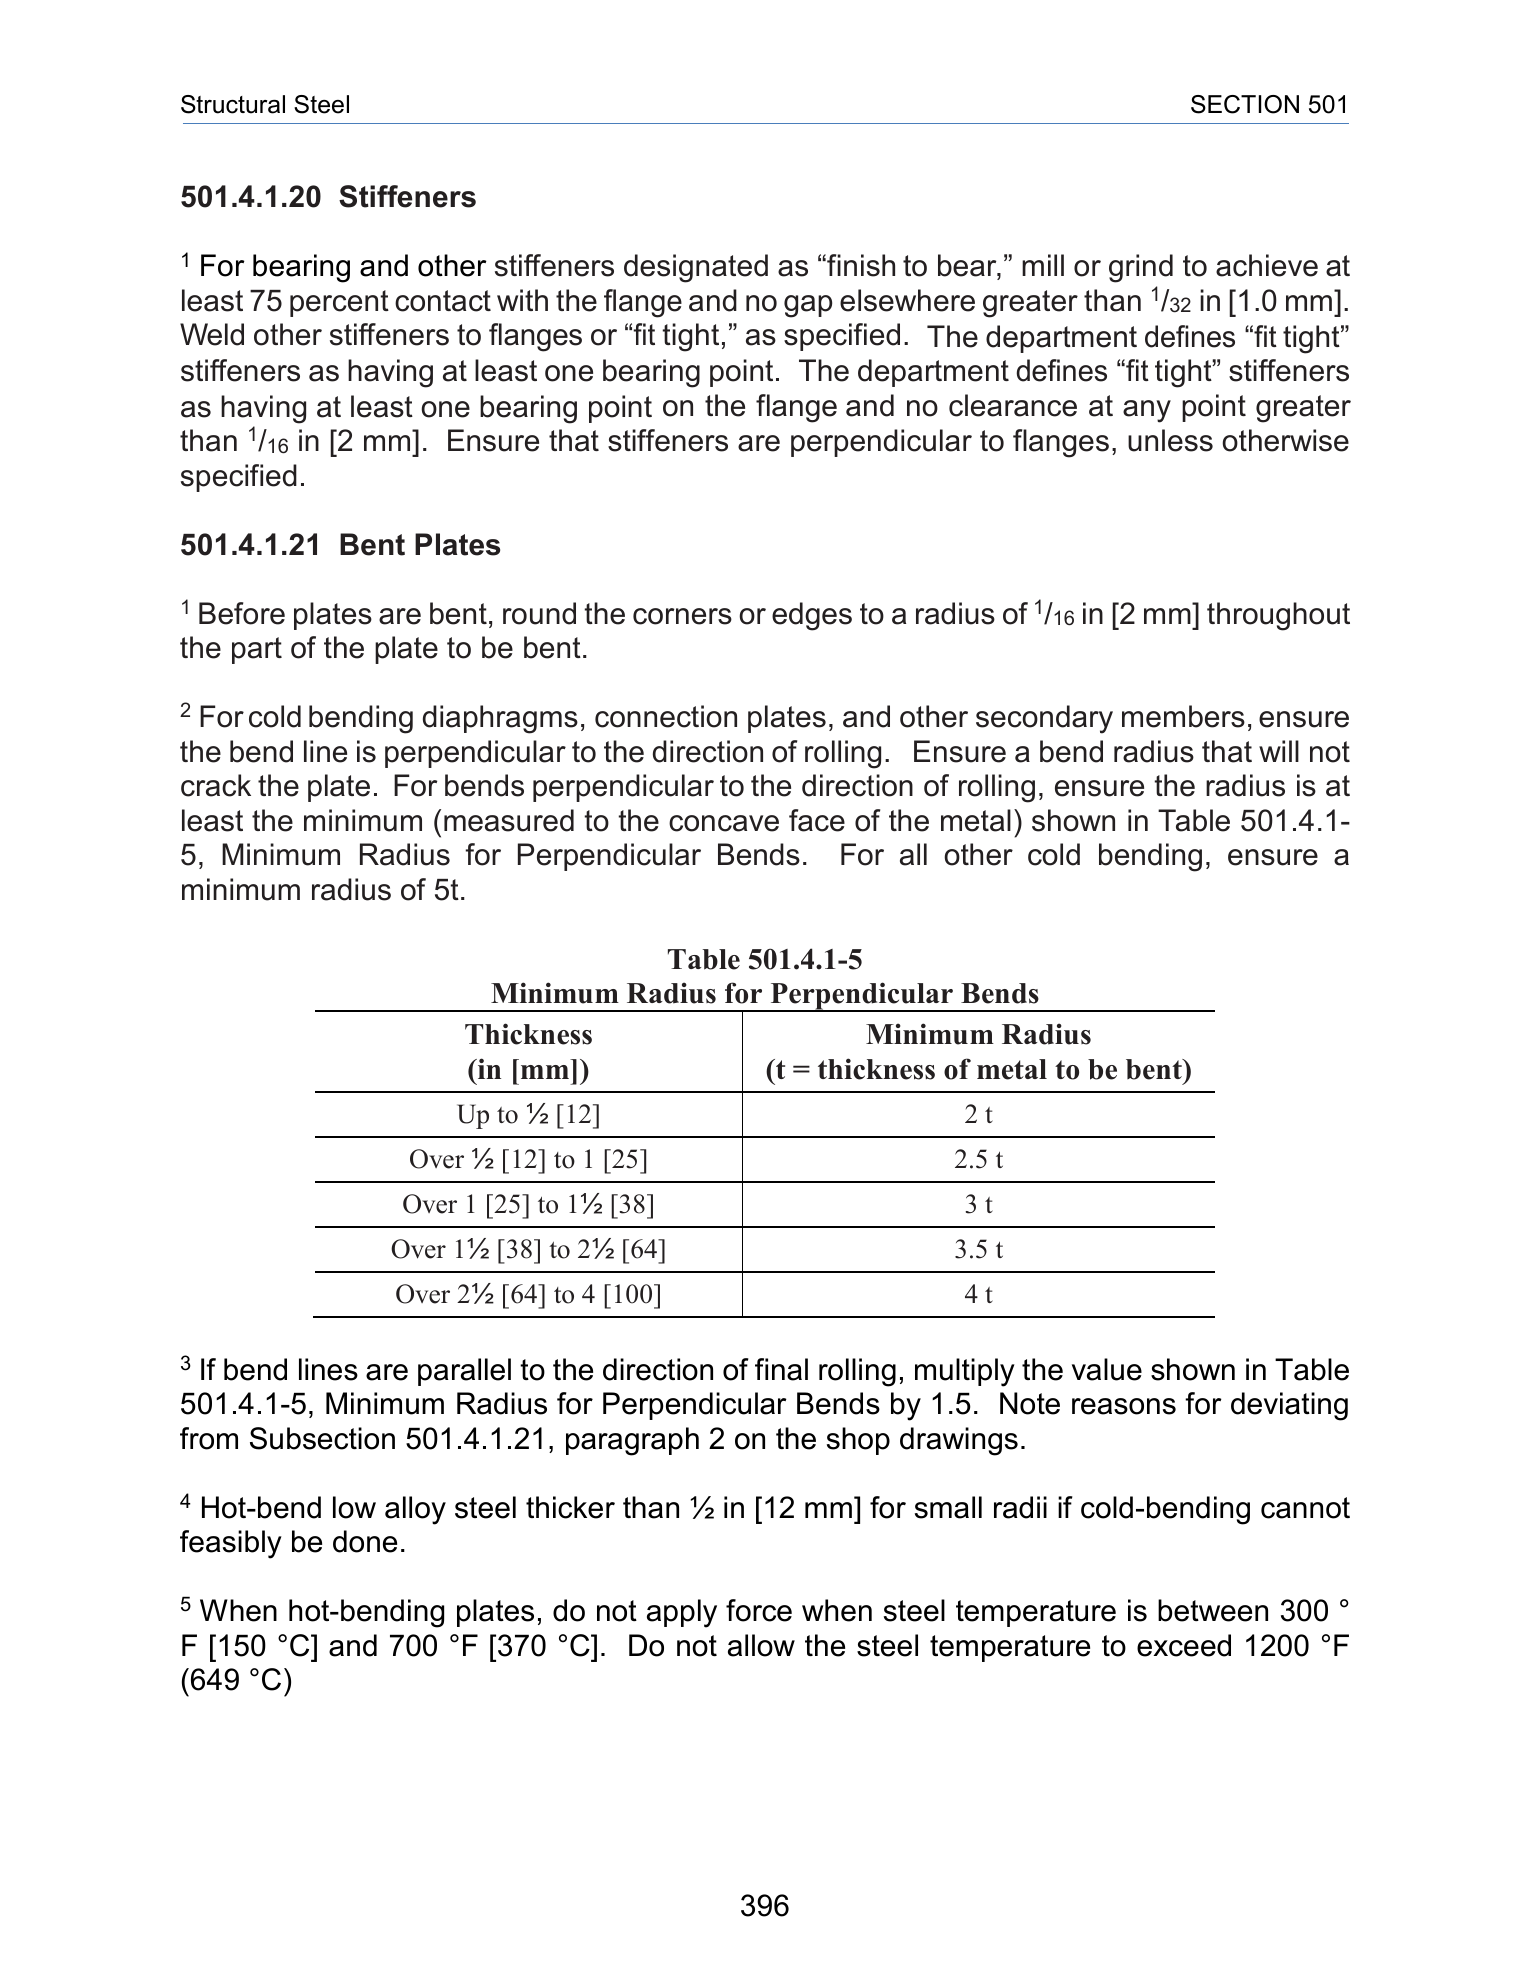 Structural Steel SECTION 501
501.4.1.20 Stiffeners
¹ For bearing and other stiffeners designated as “finish to bear,” mill or grind to achieve at
least 75 percent contact with the flange and no gap elsewhere greater than ¹/₃₂ in [1.0 mm].
Weld other stiffeners to flanges or “fit tight,” as specified. The department defines “fit tight”
stiffeners as having at least one bearing point. The department defines “fit tight” stiffeners
as having at least one bearing point on the flange and no clearance at any point greater
than ¹/₁₆ in [2 mm]. Ensure that stiffeners are perpendicular to flanges, unless otherwise
specified.
501.4.1.21 Bent Plates
¹ Before plates are bent, round the corners or edges to a radius of ¹/₁₆ in [2 mm] throughout
the part of the plate to be bent.
² For cold bending diaphragms, connection plates, and other secondary members, ensure
the bend line is perpendicular to the direction of rolling. Ensure a bend radius that will not
crack the plate. For bends perpendicular to the direction of rolling, ensure the radius is at
least the minimum (measured to the concave face of the metal) shown in Table 501.4.1-
5, Minimum Radius for Perpendicular Bends. For all other cold bending, ensure a
minimum radius of 5t.
Table 501.4.1-5
Minimum Radius for Perpendicular Bends
Thickness Minimum Radius
(in [mm]) (t = thickness of metal to be bent)
Up to ½ [12] 2 t
Over ½ [12] to 1 [25] 2.5 t
Over 1 [25] to 1½ [38] 3 t
Over 1½ [38] to 2½ [64] 3.5 t
Over 2½ [64] to 4 [100] 4 t
³ If bend lines are parallel to the direction of final rolling, multiply the value shown in Table
501.4.1-5, Minimum Radius for Perpendicular Bends by 1.5. Note reasons for deviating
from Subsection 501.4.1.21, paragraph 2 on the shop drawings.
⁴ Hot-bend low alloy steel thicker than ½ in [12 mm] for small radii if cold-bending cannot
feasibly be done.
⁵ When hot-bending plates, do not apply force when steel temperature is between 300 °
F [150 °C] and 700 °F [370 °C]. Do not allow the steel temperature to exceed 1200 °F
(649 °C)
396